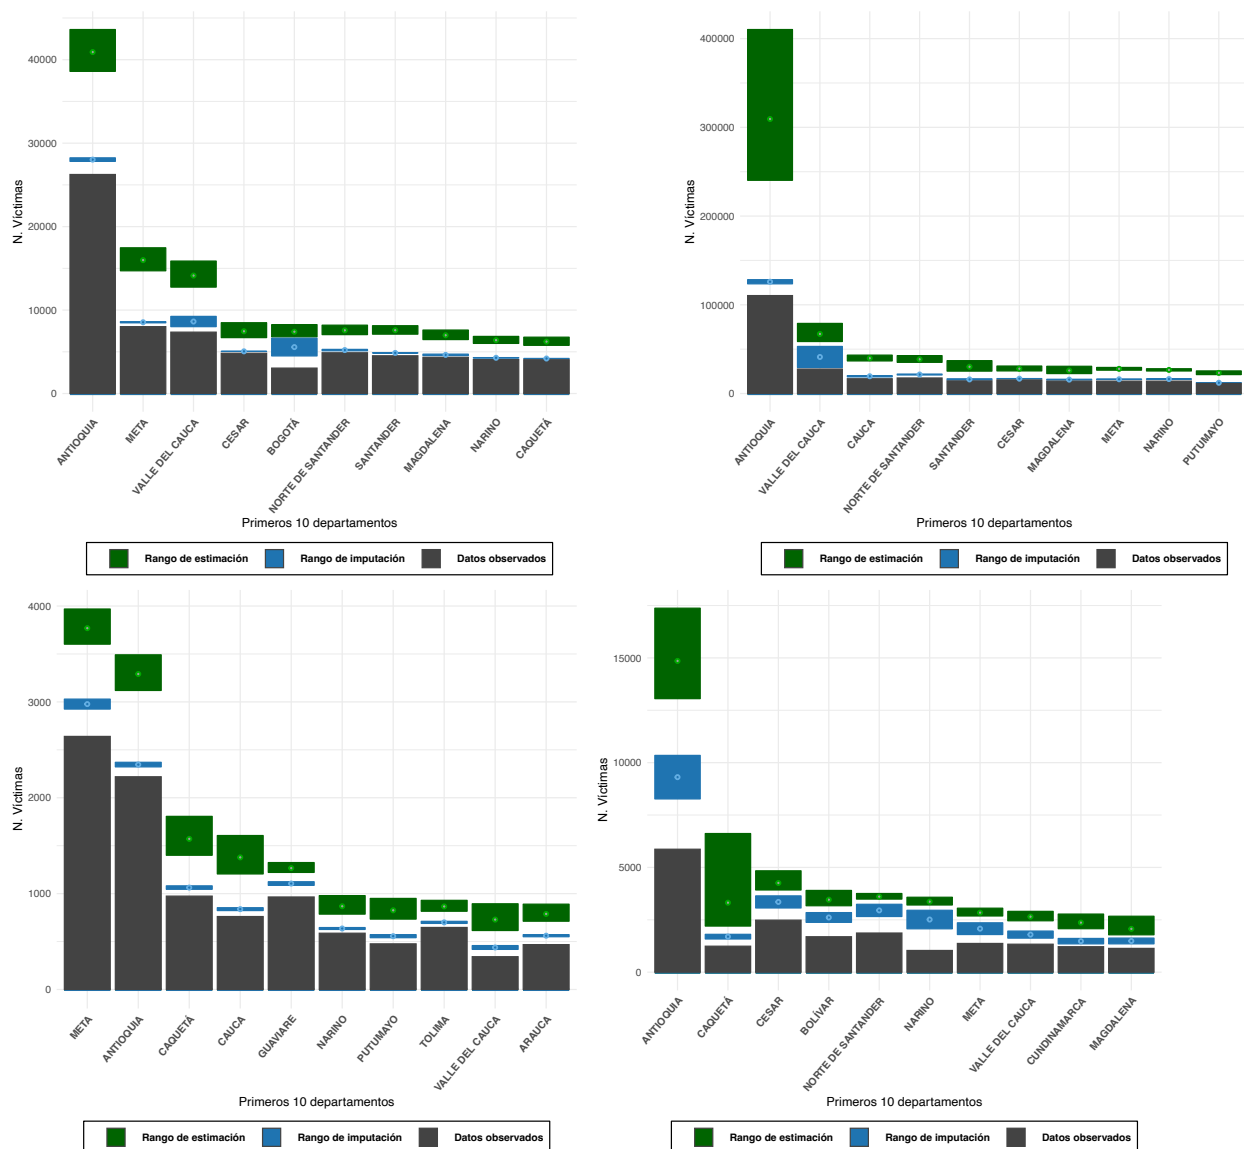 N. Víctimas
40000
30000
20000
10000
0
ANTIOQUIA
META
VALLE DEL CAUCA
CESAR
BOGOTÁ
NORTE DE SANTANDER
SANTANDER
MAGDALENA
NARINO
CAQUETÁ
Primeros 10 departamentos
Rango de estimación Rango de imputación Datos observados
N. Víctimas
400000
300000
200000
100000
0
ANTIOQUIA
VALLE DEL CAUCA
CAUCA
NORTE DE SANTANDER
SANTANDER
CESAR
MAGDALENA
META
NARINO
PUTUMAYO
Primeros 10 departamentos
Rango de estimación Rango de imputación Datos observados
N. Víctimas
4000
3000
2000
1000
0
META
ANTIOQUIA
CAQUETÁ
CAUCA
GUAVIARE
NARINO
PUTUMAYO
TOLIMA
VALLE DEL CAUCA
ARAUCA
Primeros 10 departamentos
Rango de estimación Rango de imputación Datos observados
N. Víctimas
15000
10000
5000
0
ANTIOQUIA
CAQUETÁ
CESAR
BOLÍVAR
NORTE DE SANTANDER
NARINO
META
VALLE DEL CAUCA
CUNDINAMARCA
MAGDALENA
Primeros 10 departamentos
Rango de estimación Rango de imputación Datos observados